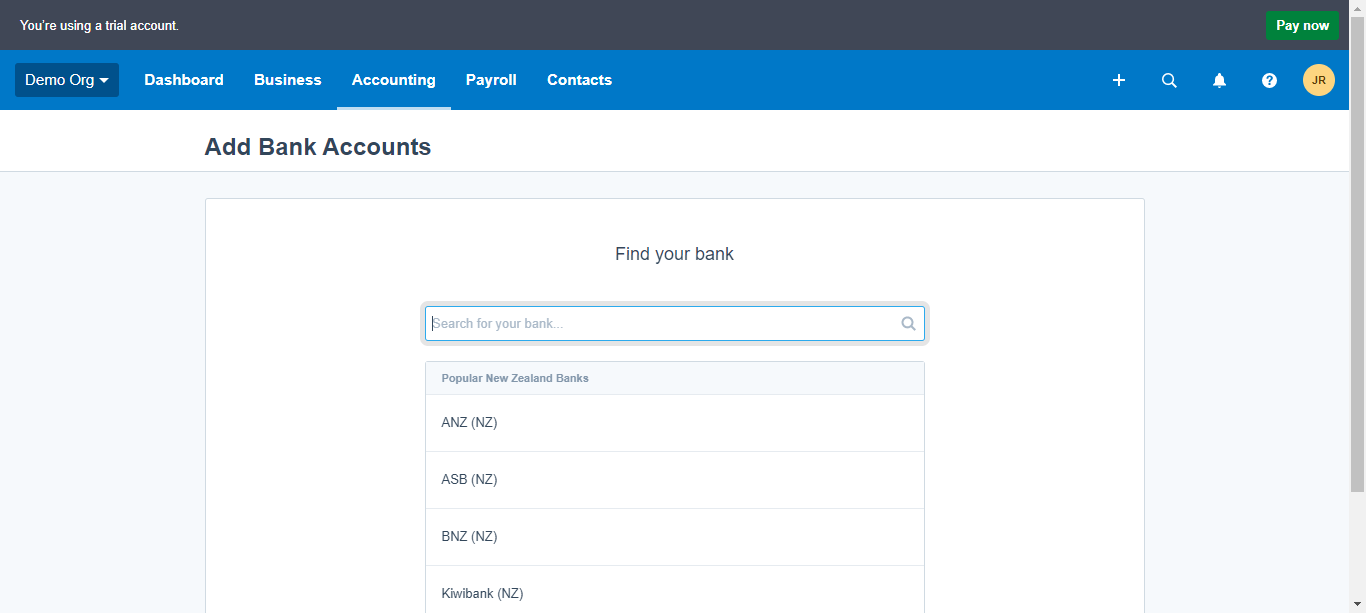 You're using a trial account.
Pay now
Demo Org
Dashboard
Business
Accounting
Payroll
Contacts
JR
Add Bank Accounts
Find your bank
Search for your bank...
Popular New Zealand Banks
ANZ (NZ)
ASB (NZ)
BNZ (NZ)
Kiwibank (NZ)